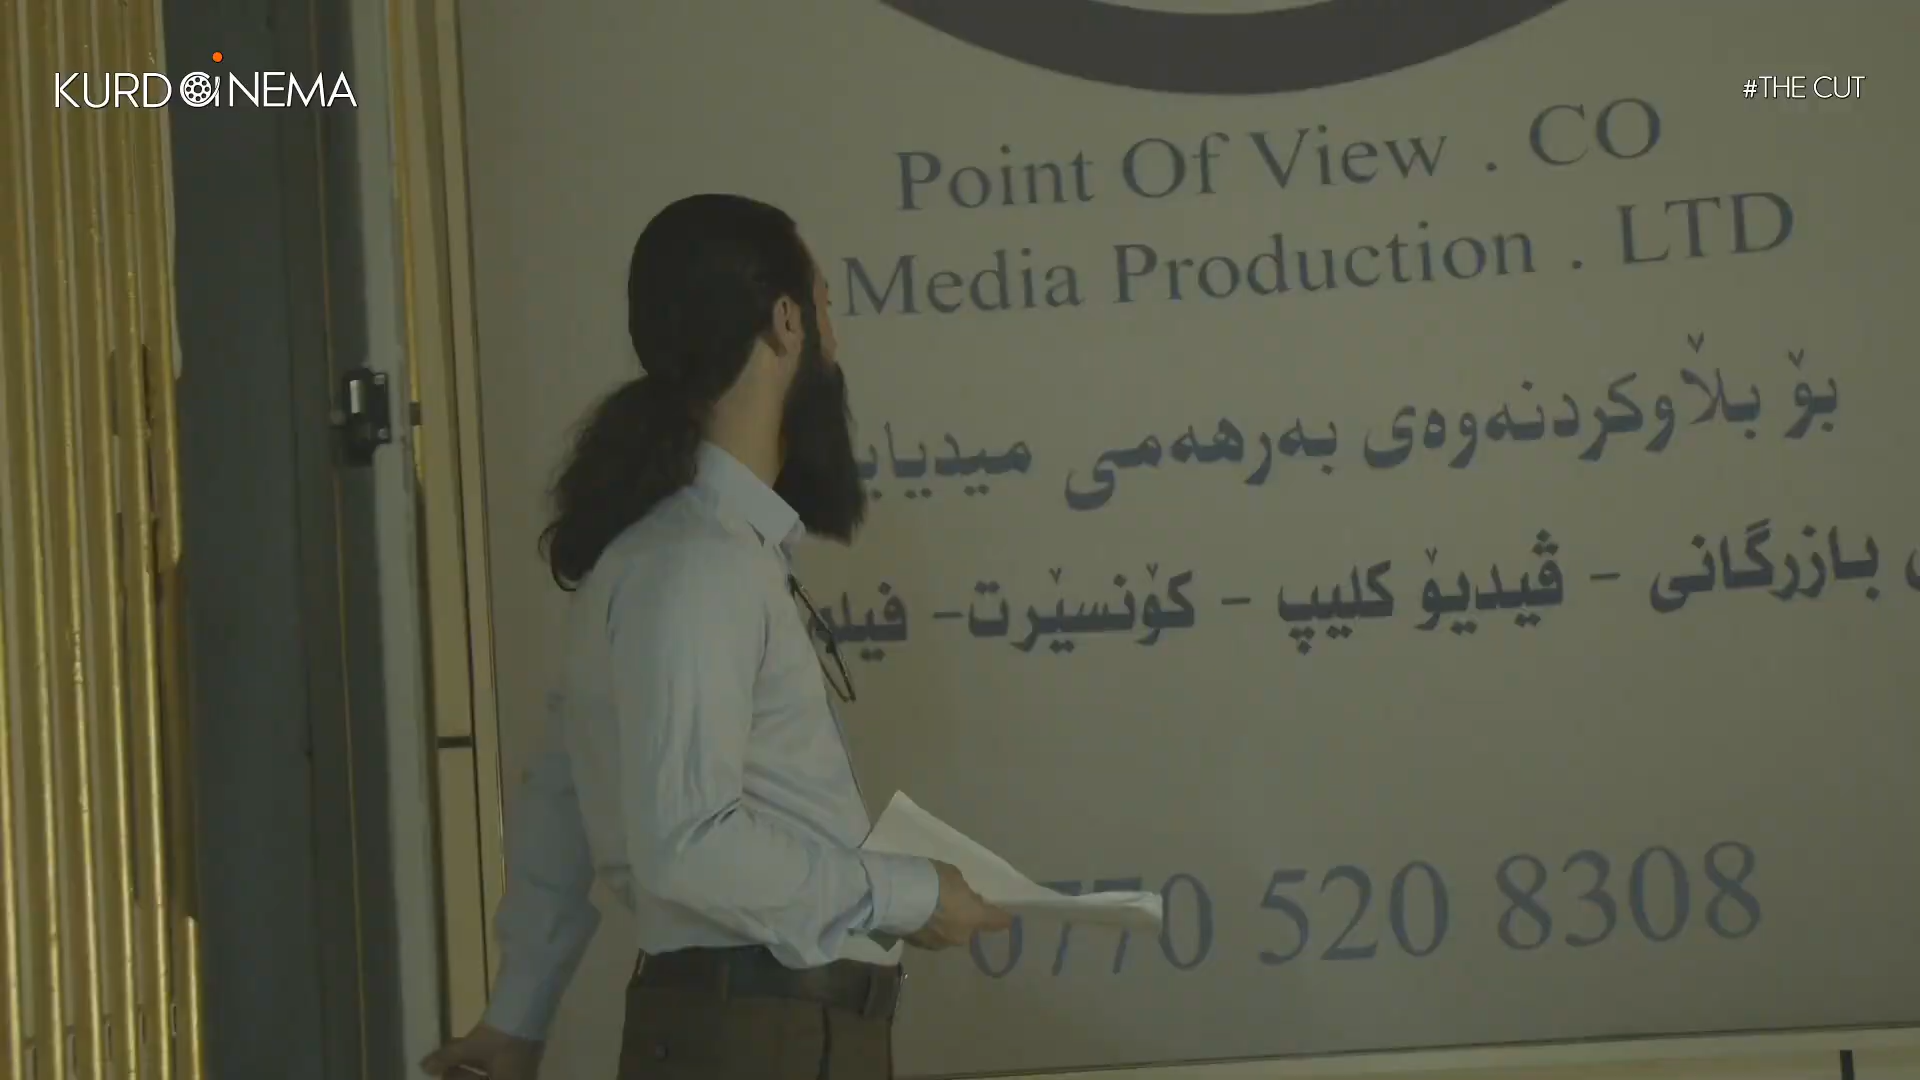 KURDCINEMA
#THE CUT
Point Of View . CO
Media Production . LTD
بۆ بڵاوکردنەوەی بەرهەمی
بازرگانی - ڤیدیۆ کلیپ - کۆنسێرت -
0770 520 8308